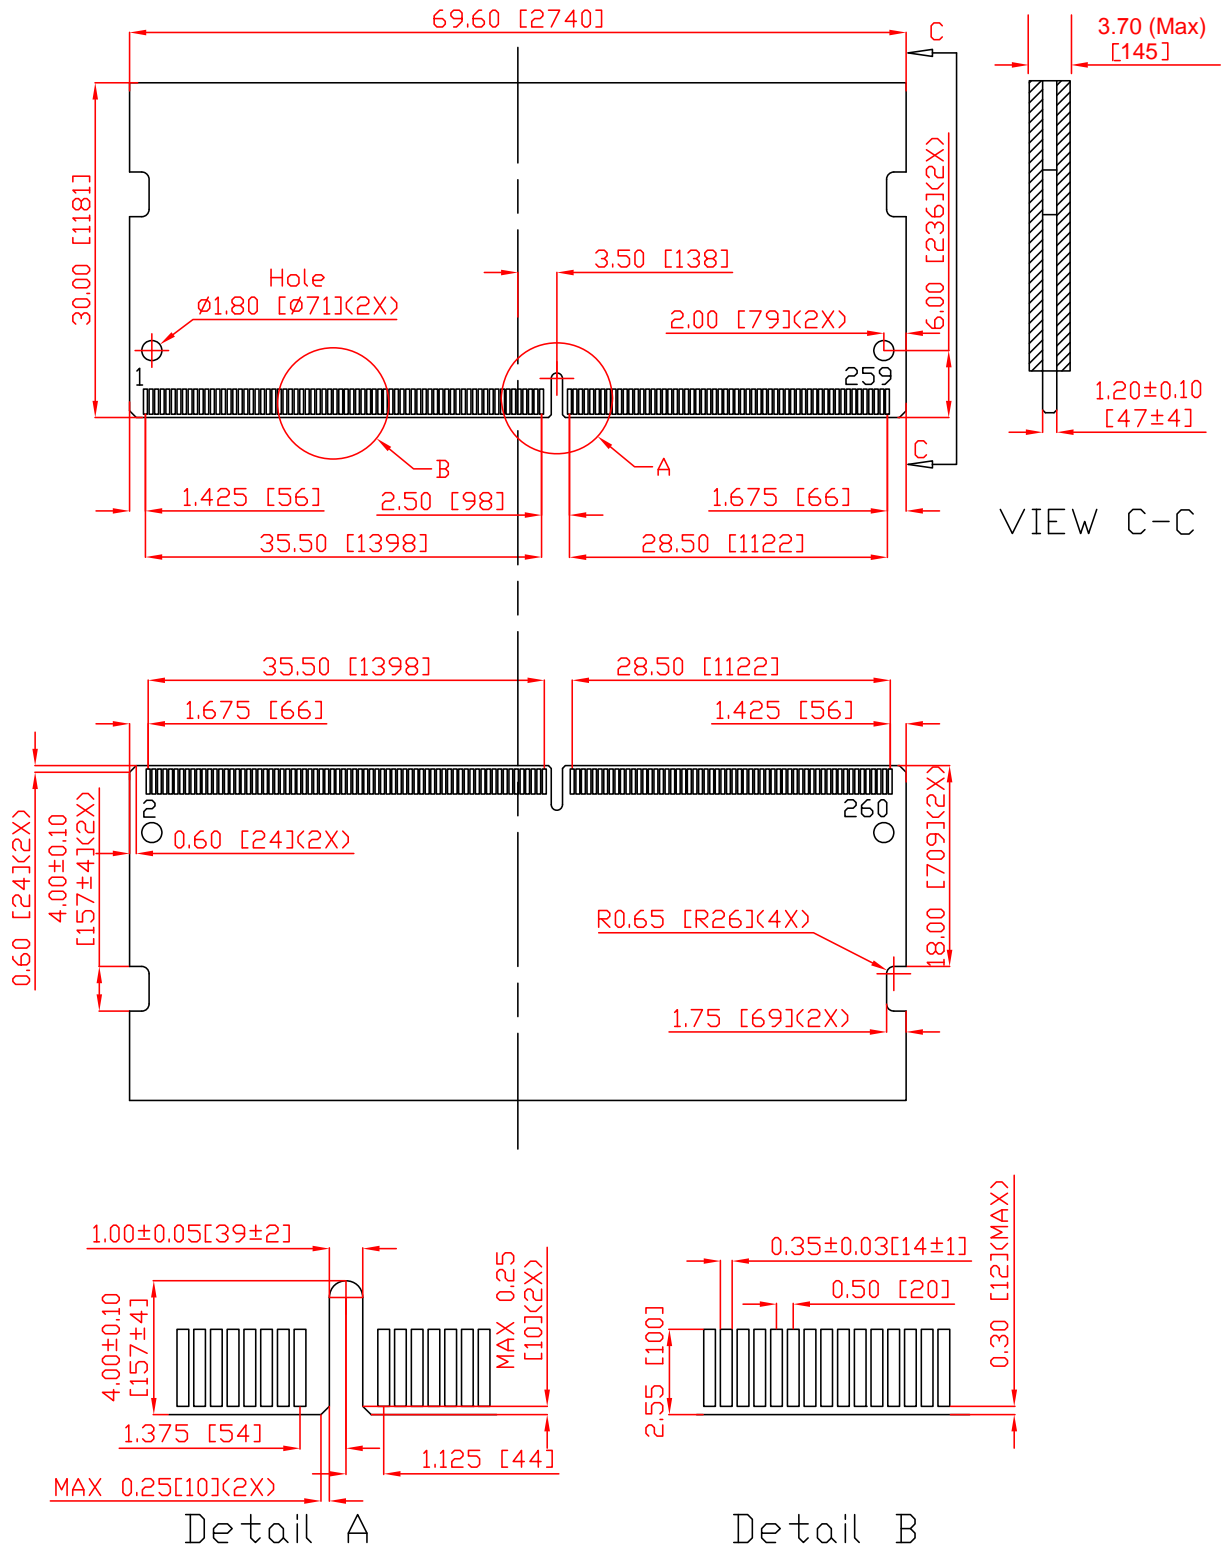 69.60 [2740]
C
3.70 (Max)
[145]
30.00 [1181]
6.00 [236](2X)
3.50 [138]
Hole
ø1.80 [ø71](2X)
2.00 [79](2X)
1
259
1.20±0.10
[47±4]
B
A
C
1.425 [56]
2.50 [98]
1.675 [66]
VIEW C-C
35.50 [1398]
28.50 [1122]
35.50 [1398]
28.50 [1122]
1.675 [66]
1.425 [56]
2
260
0.60 [24](2X)
4.00±0.10
[157±4](2X)
0.60 [24](2X)
18.00 [709](2X)
R0.65 [R26](4X)
1.75 [69](2X)
1.00±0.05[39±2]
4.00±0.10
[157±4]
MAX 0.25
[10](2X)
1.375 [54]
1.125 [44]
MAX 0.25[10](2X)
Detail A
0.35±0.03[14±1]
0.50 [20]
0.30 [12](MAX)
2.55 [100]
Detail B